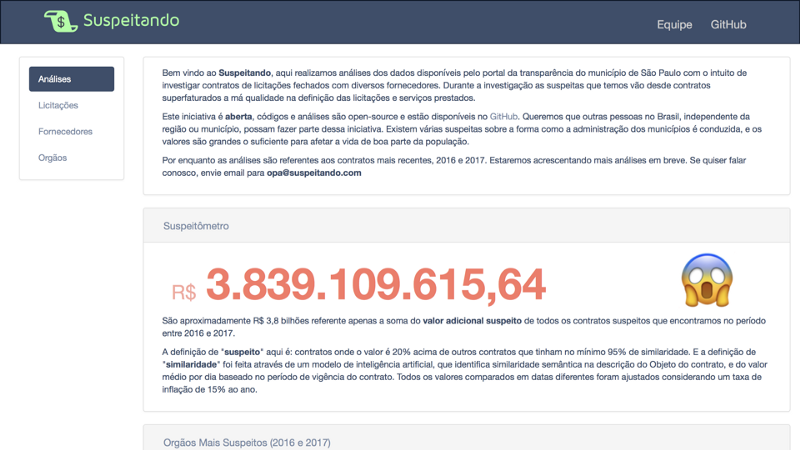 Suspeitando
Equipe GitHub
Análises
Licitações
Fornecedores
Orgãos
Bem vindo ao Suspeitando, aqui realizamos análises dos dados disponíveis pelo portal da transparência do município de São Paulo com o intuito de
investigar contratos de licitações fechados com diversos fornecedores. Durante a investigação as suspeitas que temos vão desde contratos
superfaturados a má qualidade na definição das licitações e serviços prestados.
Este iniciativa é aberta, códigos e análises são open-source e estão disponíveis no GitHub. Queremos que outras pessoas no Brasil, independente da
região ou município, possam fazer parte dessa iniciativa. Existem várias suspeitas sobre a forma como a administração dos municípios é conduzida, e os
valores são grandes o suficiente para afetar a vida de boa parte da população.
Por enquanto as análises são referentes aos contratos mais recentes, 2016 e 2017. Estaremos acrescentando mais análises em breve. Se quiser falar
conosco, envie email para opa@suspeitando.com
Suspeitômetro
R$ 3.839.109.615,64
São aproximadamente R$ 3,8 bilhões referente apenas a soma do valor adicional suspeito de todos os contratos suspeitos que encontramos no período
entre 2016 e 2017.
A definição de "suspeito" aqui é: contratos onde o valor é 20% acima de outros contratos que tinham no mínimo 95% de similaridade. E a definição de
"similaridade" foi feita através de um modelo de inteligência artificial, que identifica similaridade semântica na descrição do Objeto do contrato, e do valor
médio por dia baseado no período de vigência do contrato. Todos os valores comparados em datas diferentes foram ajustados considerando um taxa de
inflação de 15% ao ano.
Orgãos Mais Suspeitos (2016 e 2017)